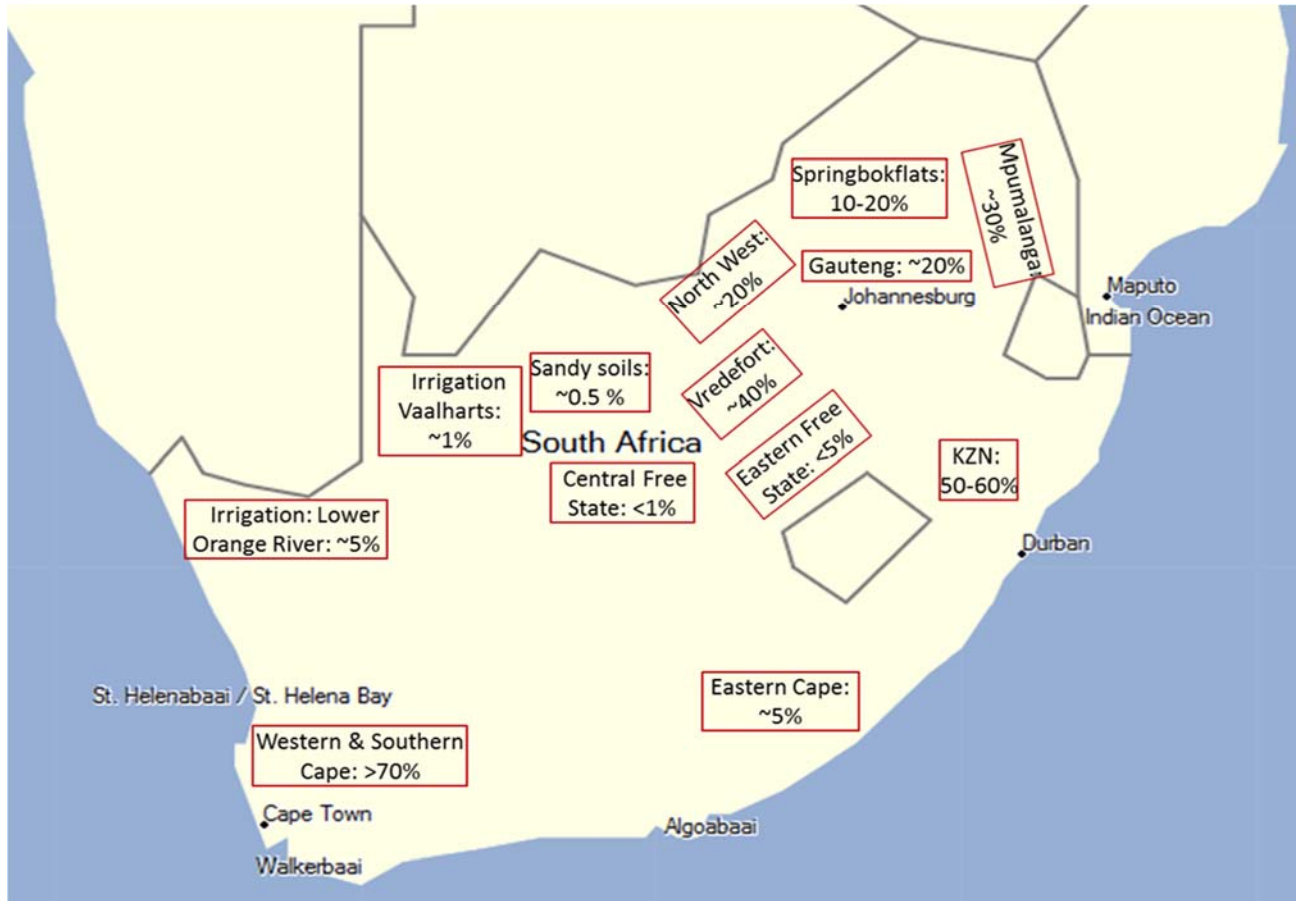 Springbokflats:
10-20%
Mpumalanga:
~30%
North West:
~20%
Gauteng: ~20%
Johannesburg
Maputo
Indian Ocean
Irrigation
Vaalharts:
~1%
Sandy soils:
~0.5 %
Vredefort:
~40%
South Africa
Eastern Free
State: <5%
KZN:
50-60%
Central Free
State: <1%
Irrigation: Lower
Orange River: ~5%
Durban
St. Helenabaai / St. Helena Bay
Eastern Cape:
~5%
Western & Southern
Cape: >70%
Cape Town
Algoabaai
Walkerbaai